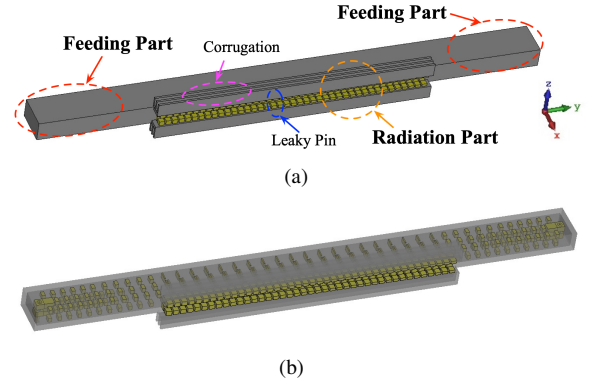 Feeding Part
Feeding Part
Corrugation
Leaky Pin
Radiation Part
z
y
x
(a)
(b)